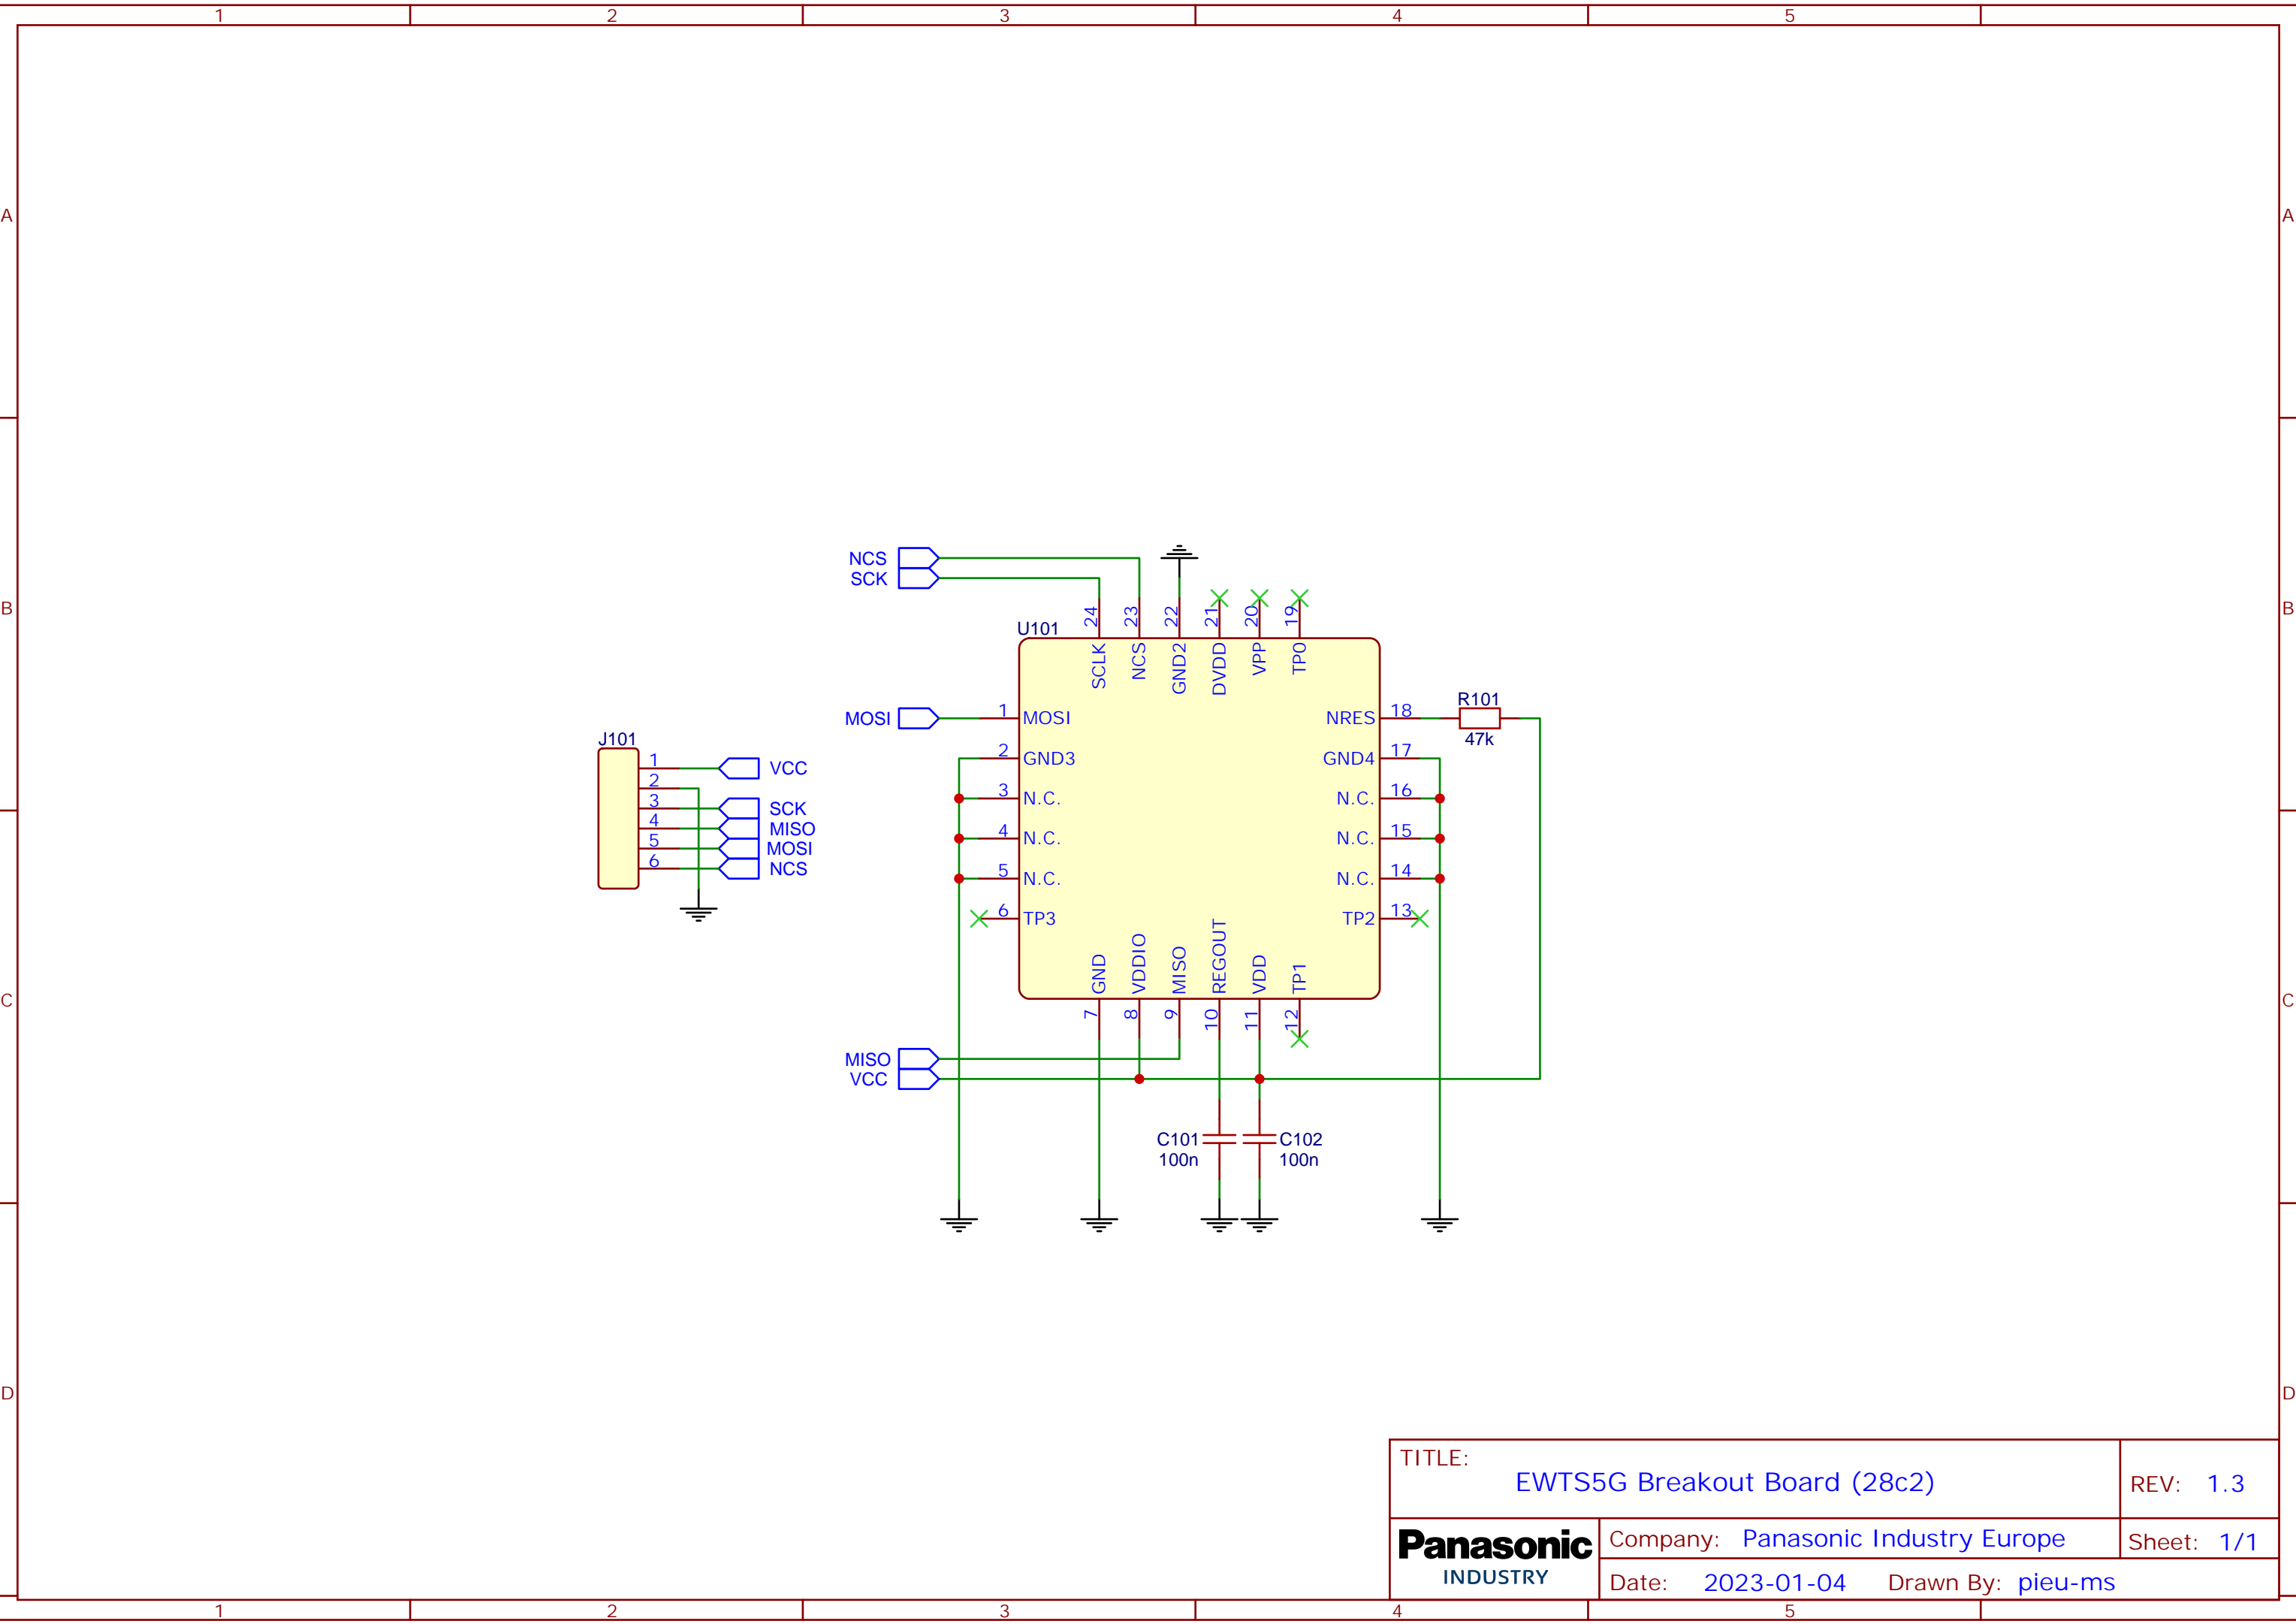 1 2 3 4 5
A A
B B
C C
D D
NCS
SCK
24 23 22 21 20 19
U101
SCLK NCS GND2 DVDD VPP TP0
MOSI 1 MOSI NRES 18 R101
47k
2 GND3 GND4 17
3 N.C. N.C. 16
4 N.C. N.C. 15
5 N.C. N.C. 14
6 TP3 TP2 13
J101
1 VCC
2
3 SCK
4 MISO
5 MOSI
6 NCS
GND VDDIO MISO REGOUT VDD TP1
7 8 9 10 11 12
MISO
VCC
C101 C102
100n 100n
TITLE:
EWTS5G Breakout Board (28c2)
REV: 1.3
Panasonic
INDUSTRY
Company: Panasonic Industry Europe
Sheet: 1/1
Date: 2023-01-04 Drawn By: pieu-ms
1 2 3 4 5